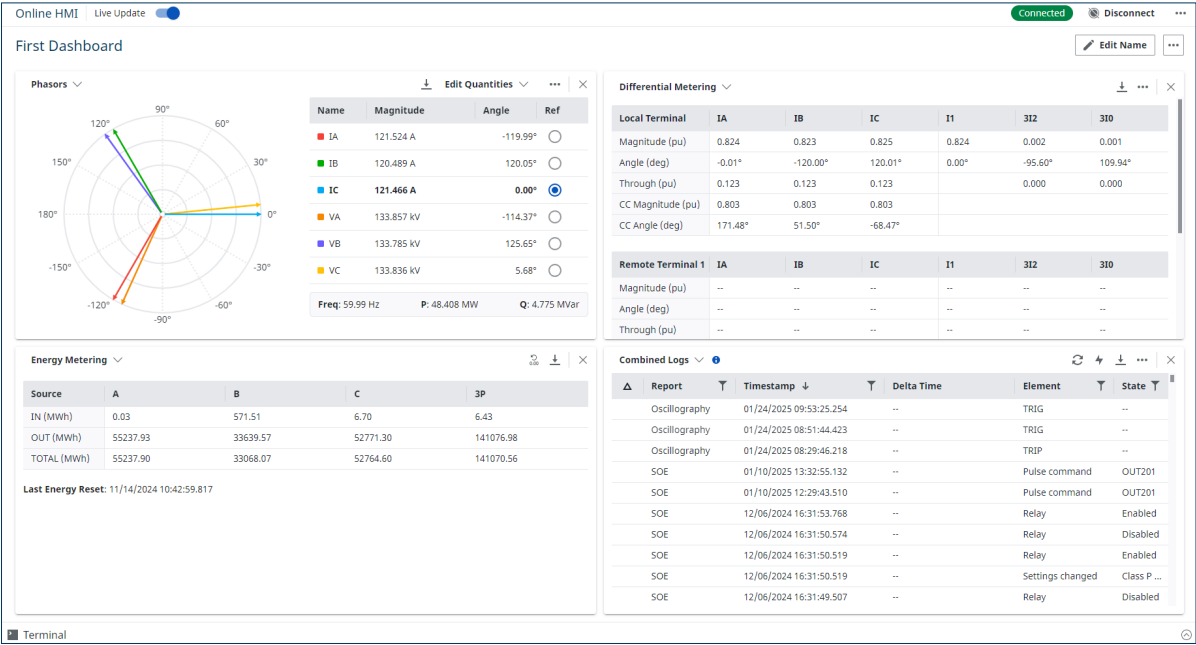 Online HMI Live Update Connected Disconnect
First Dashboard Edit Name
Phasors Edit Quantities
90°
120° 60°
150° 30°
180° 0°
-150° -30°
-120° -60°
-90°
Name Magnitude Angle Ref
IA 121.524 A -119.99°
IB 120.489 A 120.05°
IC 121.466 A 0.00°
VA 133.857 kV -114.37°
VB 133.785 kV 125.65°
VC 133.836 kV 5.68°
Freq: 59.99 Hz P: 48.408 MW Q: 4.775 MVar
Differential Metering
Local Terminal IA IB IC I1 3I2 3I0
Magnitude (pu) 0.824 0.823 0.825 0.824 0.002 0.001
Angle (deg) -0.01° -120.00° 120.01° 0.00° -95.60° 109.94°
Through (pu) 0.123 0.123 0.123 0.000 0.000
CC Magnitude (pu) 0.803 0.803 0.803
CC Angle (deg) 171.48° 51.50° -68.47°
Remote Terminal 1 IA IB IC I1 3I2 3I0
Magnitude (pu) -- -- -- -- -- --
Angle (deg) -- -- -- -- -- --
Through (pu) -- -- -- -- -- --
Energy Metering
0.00
Source A B C 3P
IN (MWh) 0.03 571.51 6.70 6.43
OUT (MWh) 55237.93 33639.57 52771.30 141076.98
TOTAL (MWh) 55237.90 33068.07 52764.60 141070.56
Last Energy Reset: 11/14/2024 10:42:59.817
Combined Logs
Δ Report Timestamp ↓ Delta Time Element State
Oscillography 01/24/2025 09:53:25.254 -- TRIG --
Oscillography 01/24/2025 08:51:44.423 -- TRIG --
Oscillography 01/24/2025 08:29:46.218 -- TRIP --
SOE 01/10/2025 13:32:55.132 -- Pulse command OUT201
SOE 01/10/2025 12:29:43.510 -- Pulse command OUT201
SOE 12/06/2024 16:31:53.768 -- Relay Enabled
SOE 12/06/2024 16:31:50.574 -- Relay Disabled
SOE 12/06/2024 16:31:50.519 -- Relay Enabled
SOE 12/06/2024 16:31:50.519 -- Settings changed Class P ...
SOE 12/06/2024 16:31:49.507 -- Relay Disabled
Terminal